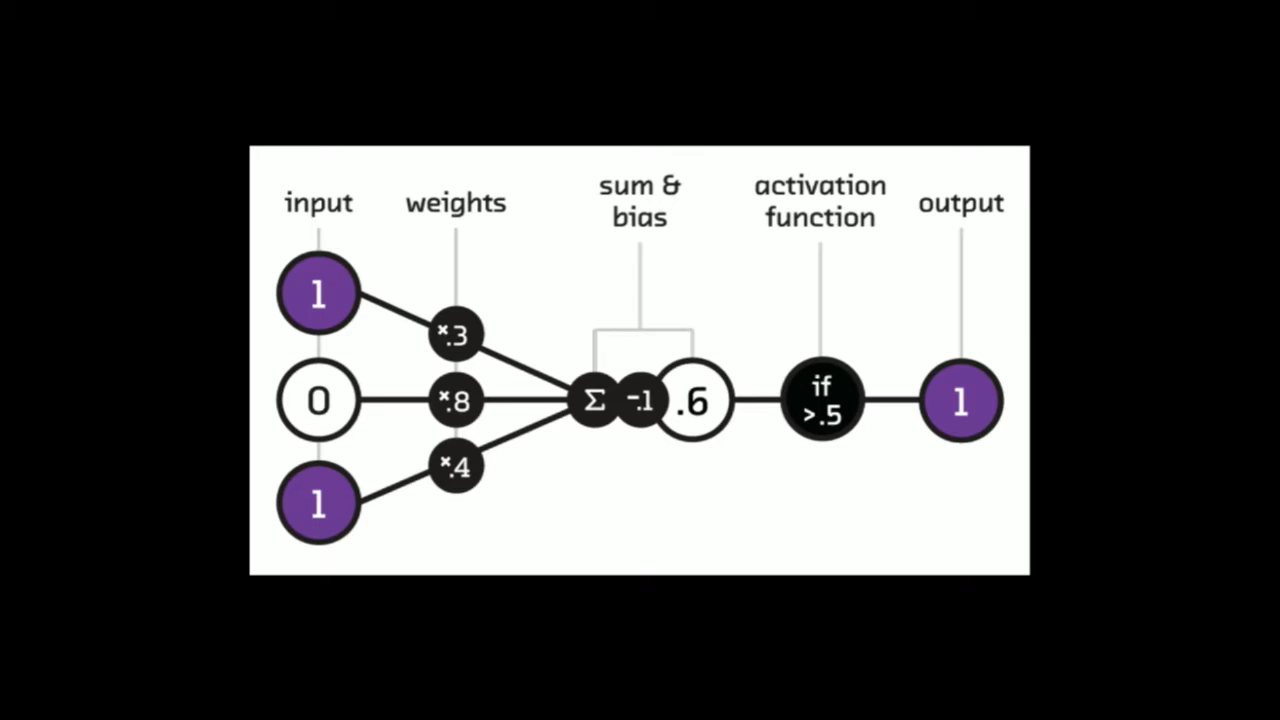 input
weights
sum &
bias
activation
function
output
1
0
1
×.3
×.8
×.4
Σ
-.1
.6
if
>.5
1